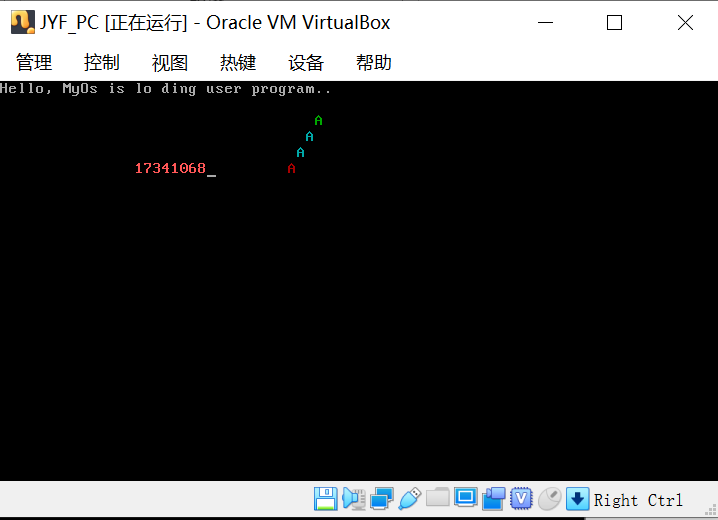 JYF_PC [正在运行] - Oracle VM VirtualBox
管理 控制 视图 热键 设备 帮助
Hello, MyOs is lo ding user program..
A
A
A
17341068_ A
Right Ctrl